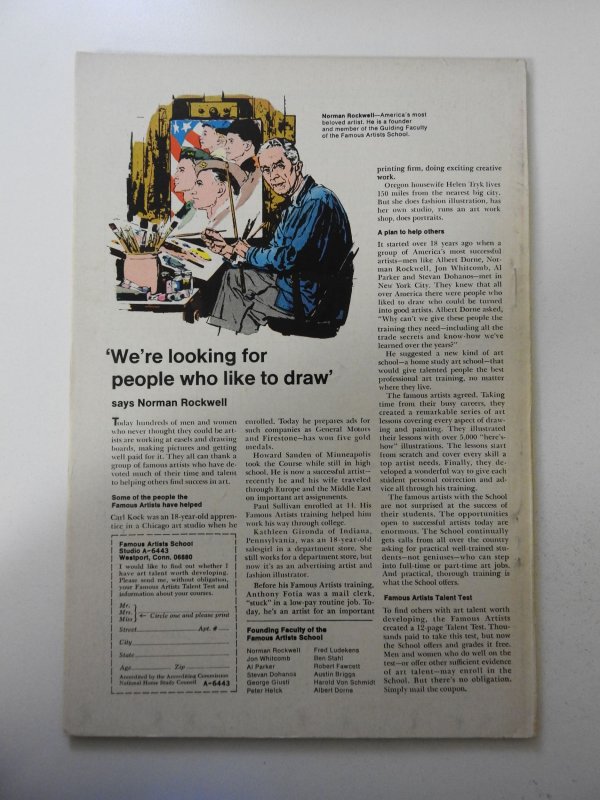 Norman Rockwell—America's most
beloved artist. He is a founder
and member of the Guiding Faculty
of the Famous Artists School.
'We're looking for
people who like to draw'
says Norman Rockwell
Today hundreds of men and women
who never thought they could be art-
ists are working at easels and drawing
boards, making pictures and getting
well paid for it. They all can thank a
group of famous artists who have de-
voted much of their time and talent
to helping others find success in art.
Some of the people the
Famous Artists have helped
Carl Kock was an 18-year-old appren-
tice in a Chicago art studio when he
Famous Artists School
Studio A-6443
Westport, Conn. 06880
I would like to find out whether I
have art talent worth developing.
Please send me, without obligation,
your Famous Artists Talent Test and
information about your courses.
Mr.
Mrs.
Miss
← Circle one and please print
Street Apt. #
City
State
Age Zip
Accredited by the Accrediting Commission
National Home Study Council A-6443
enrolled. Today he prepares ads for
such companies as General Motors
and Firestone—has won five gold
medals.
Howard Sanden of Minneapolis
took the Course while still in high
school. He is now a successful artist—
recently he and his wife traveled
through Europe and the Middle East
on important art assignments.
Paul Sullivan enrolled at 11. His
Famous Artists training helped him
work his way through college.
Kathleen Gironda of Indiana,
Pennsylvania, was an 18-year-old
salesgirl in a department store. She
still works for a department store, but
now it's as an advertising artist and
fashion illustrator.
Before his Famous Artists training,
Anthony Fotia was a mail clerk,
"stuck" in a low-pay routine job. To-
day, he's an artist for an important
Founding Faculty of the
Famous Artists School
Norman Rockwell
Jon Whitcomb
Al Parker
Stevan Dohanos
George Giusti
Peter Helck
Fred Ludekens
Ben Stahl
Robert Fawcett
Austin Briggs
Harold Von Schmidt
Albert Dorne
printing firm, doing exciting creative
work.
Oregon housewife Helen Tryk lives
150 miles from the nearest big city.
But she does fashion illustration, has
her own studio, runs an art work
shop, does portraits.
A plan to help others
It started over 18 years ago when a
group of America's most successful
artists—men like Albert Dorne, Nor-
man Rockwell, Jon Whitcomb, Al
Parker and Stevan Dohanos—met in
New York City. They knew that all
over America there were people who
liked to draw who could be turned
into good artists. Albert Dorne asked,
"Why can't we give these people the
training they need—including all the
trade secrets and know-how we've
learned over the years?"
He suggested a new kind of art
school—a home study art school—that
would give talented people the best
professional art training, no matter
where they live.
The famous artists agreed. Taking
time from their busy careers, they
created a remarkable series of art
lessons covering every aspect of draw-
ing and painting. They illustrated
their lessons with over 5,000 "here's-
how" illustrations. The lessons start
from scratch and cover every skill a
top artist needs. Finally, they de-
veloped a wonderful way to give each
student personal correction and ad-
vice all through his training.
The famous artists with the School
are not surprised at the success of
their students. The opportunities
open to successful artists today are
enormous. The School continually
gets calls from all over the country
asking for practical well-trained stu-
dents—not geniuses—who can step
into full-time or part-time art jobs.
And practical, thorough training is
what the School offers.
Famous Artists Talent Test
To find others with art talent worth
developing, the Famous Artists
created a 12-page Talent Test. Thou-
sands paid to take this test, but now
the School offers and grades it free.
Men and women who do well on the
test—or offer other sufficient evidence
of art talent—may enroll in the
School. But there's no obligation.
Simply mail the coupon.